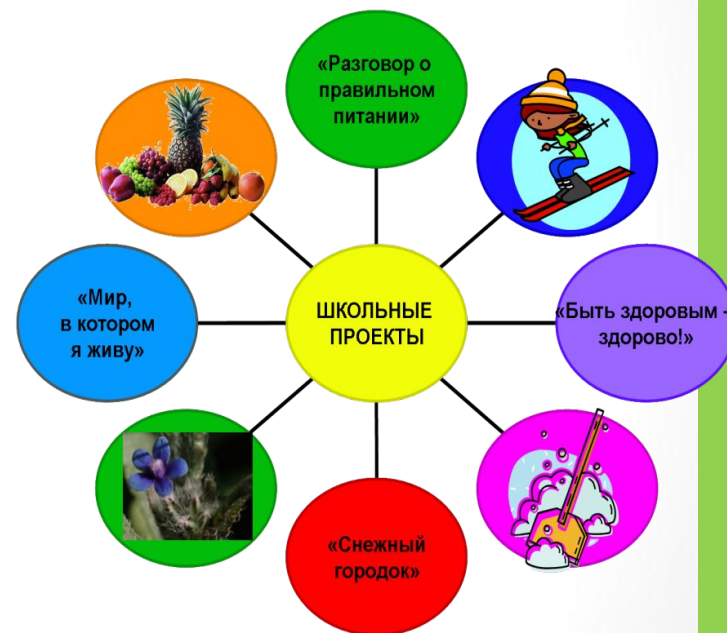 «Разговор о
правильном
питании»
«Мир,
в котором
я живу»
ШКОЛЬНЫЕ
ПРОЕКТЫ
«Быть здоровым -
здорово!»
«Снежный
городок»